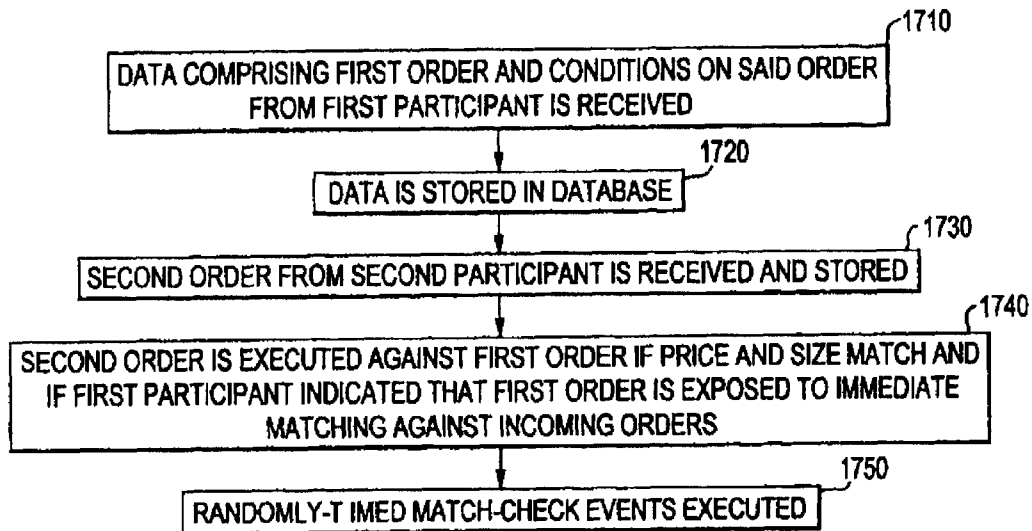 1710
DATA COMPRISING FIRST ORDER AND CONDITIONS ON SAID ORDER
FROM FIRST PARTICIPANT IS RECEIVED
1720
DATA IS STORED IN DATABASE
1730
SECOND ORDER FROM SECOND PARTICIPANT IS RECEIVED AND STORED
1740
SECOND ORDER IS EXECUTED AGAINST FIRST ORDER IF PRICE AND SIZE MATCH AND
IF FIRST PARTICIPANT INDICATED THAT FIRST ORDER IS EXPOSED TO IMMEDIATE
MATCHING AGAINST INCOMING ORDERS
1750
RANDOMLY-T IMED MATCH-CHECK EVENTS EXECUTED